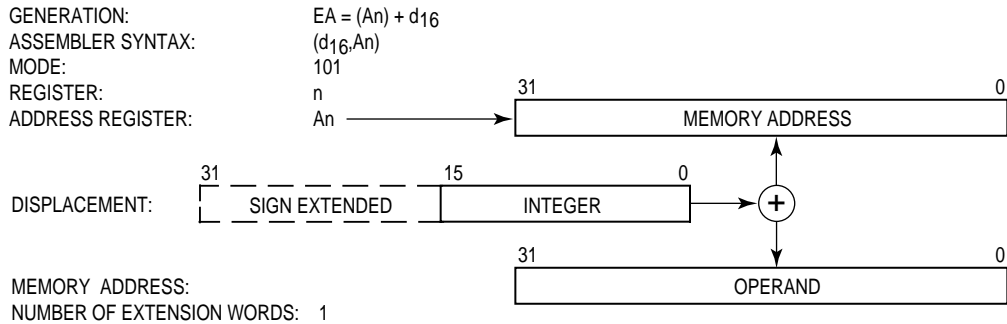 GENERATION: EA = (An) + d16
ASSEMBLER SYNTAX: (d16,An)
MODE: 101
REGISTER: n
31 0
ADDRESS REGISTER: An MEMORY ADDRESS
31 15 0
DISPLACEMENT: SIGN EXTENDED INTEGER +
31 0
MEMORY ADDRESS: OPERAND
NUMBER OF EXTENSION WORDS: 1